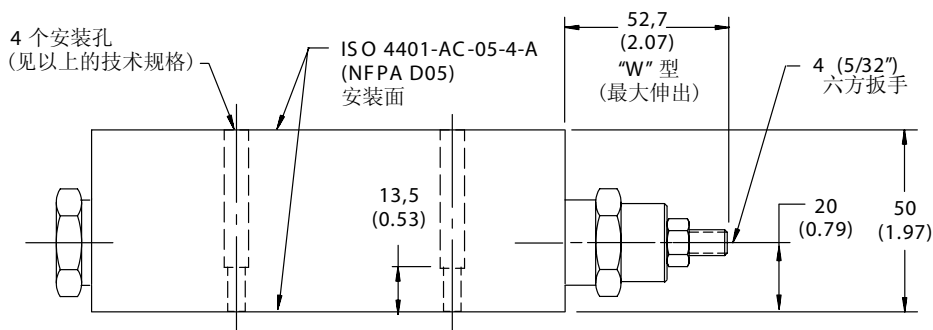 4 个安装孔
(见以上的技术规格)
ISO 4401-AC-05-4-A
(NFPA D05)
安装面
52,7
(2.07)
“W” 型
(最大伸出)
4 (5/32”)
六方扳手
13,5
(0.53)
20
(0.79)
50
(1.97)